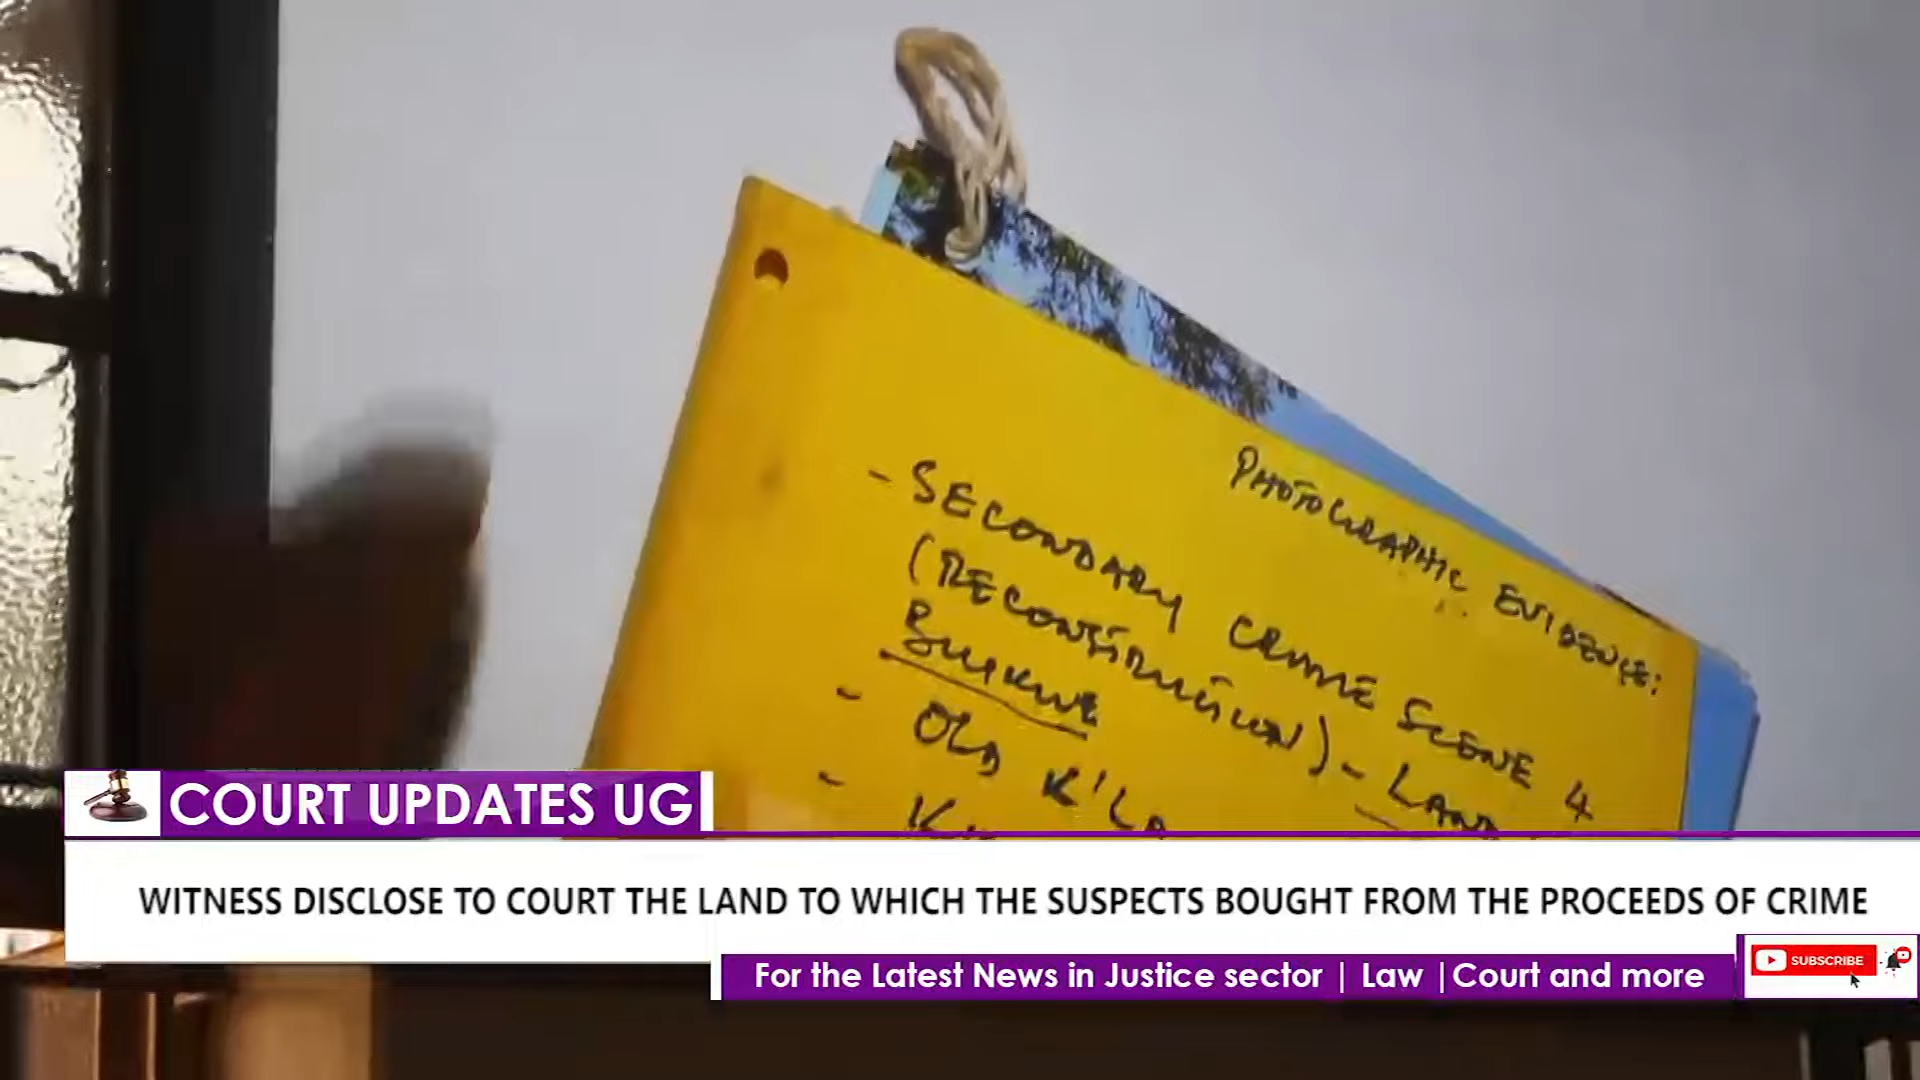 PHOTOGRAPHIC EVIDENCE:
- SECONDARY CRIME SCENE 4
(RECONSTRUCTION) - LAND
BUIKWE
- OLD K'LA
-
COURT UPDATES UG
WITNESS DISCLOSE TO COURT THE LAND TO WHICH THE SUSPECTS BOUGHT FROM THE PROCEEDS OF CRIME
For the Latest News in Justice sector | Law |Court and more
SUBSCRIBE